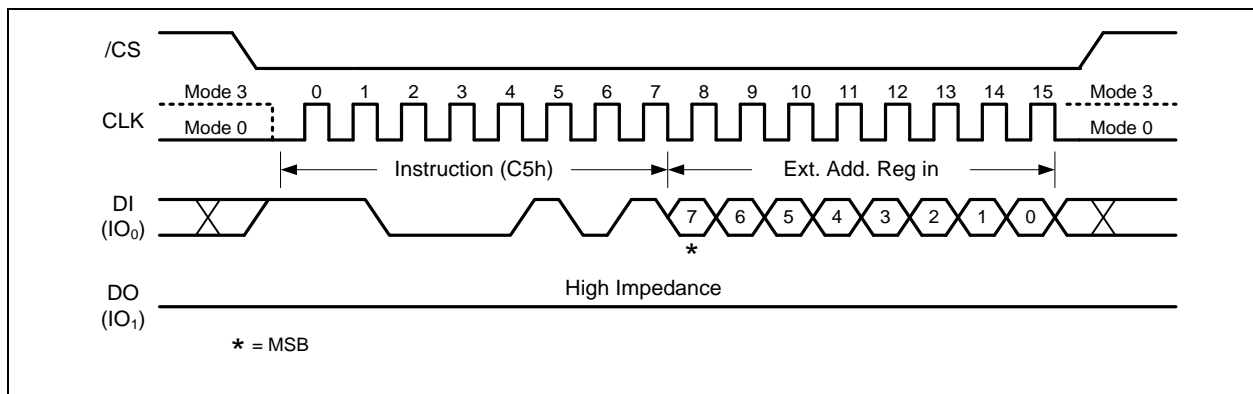 /CS
Mode 3 0 1 2 3 4 5 6 7 8 9 10 11 12 13 14 15 Mode 3
CLK
Mode 0 Mode 0
Instruction (C5h) Ext. Add. Reg in
DI
(IO₀)
7 6 5 4 3 2 1 0
*
High Impedance
DO
(IO₁)
* = MSB